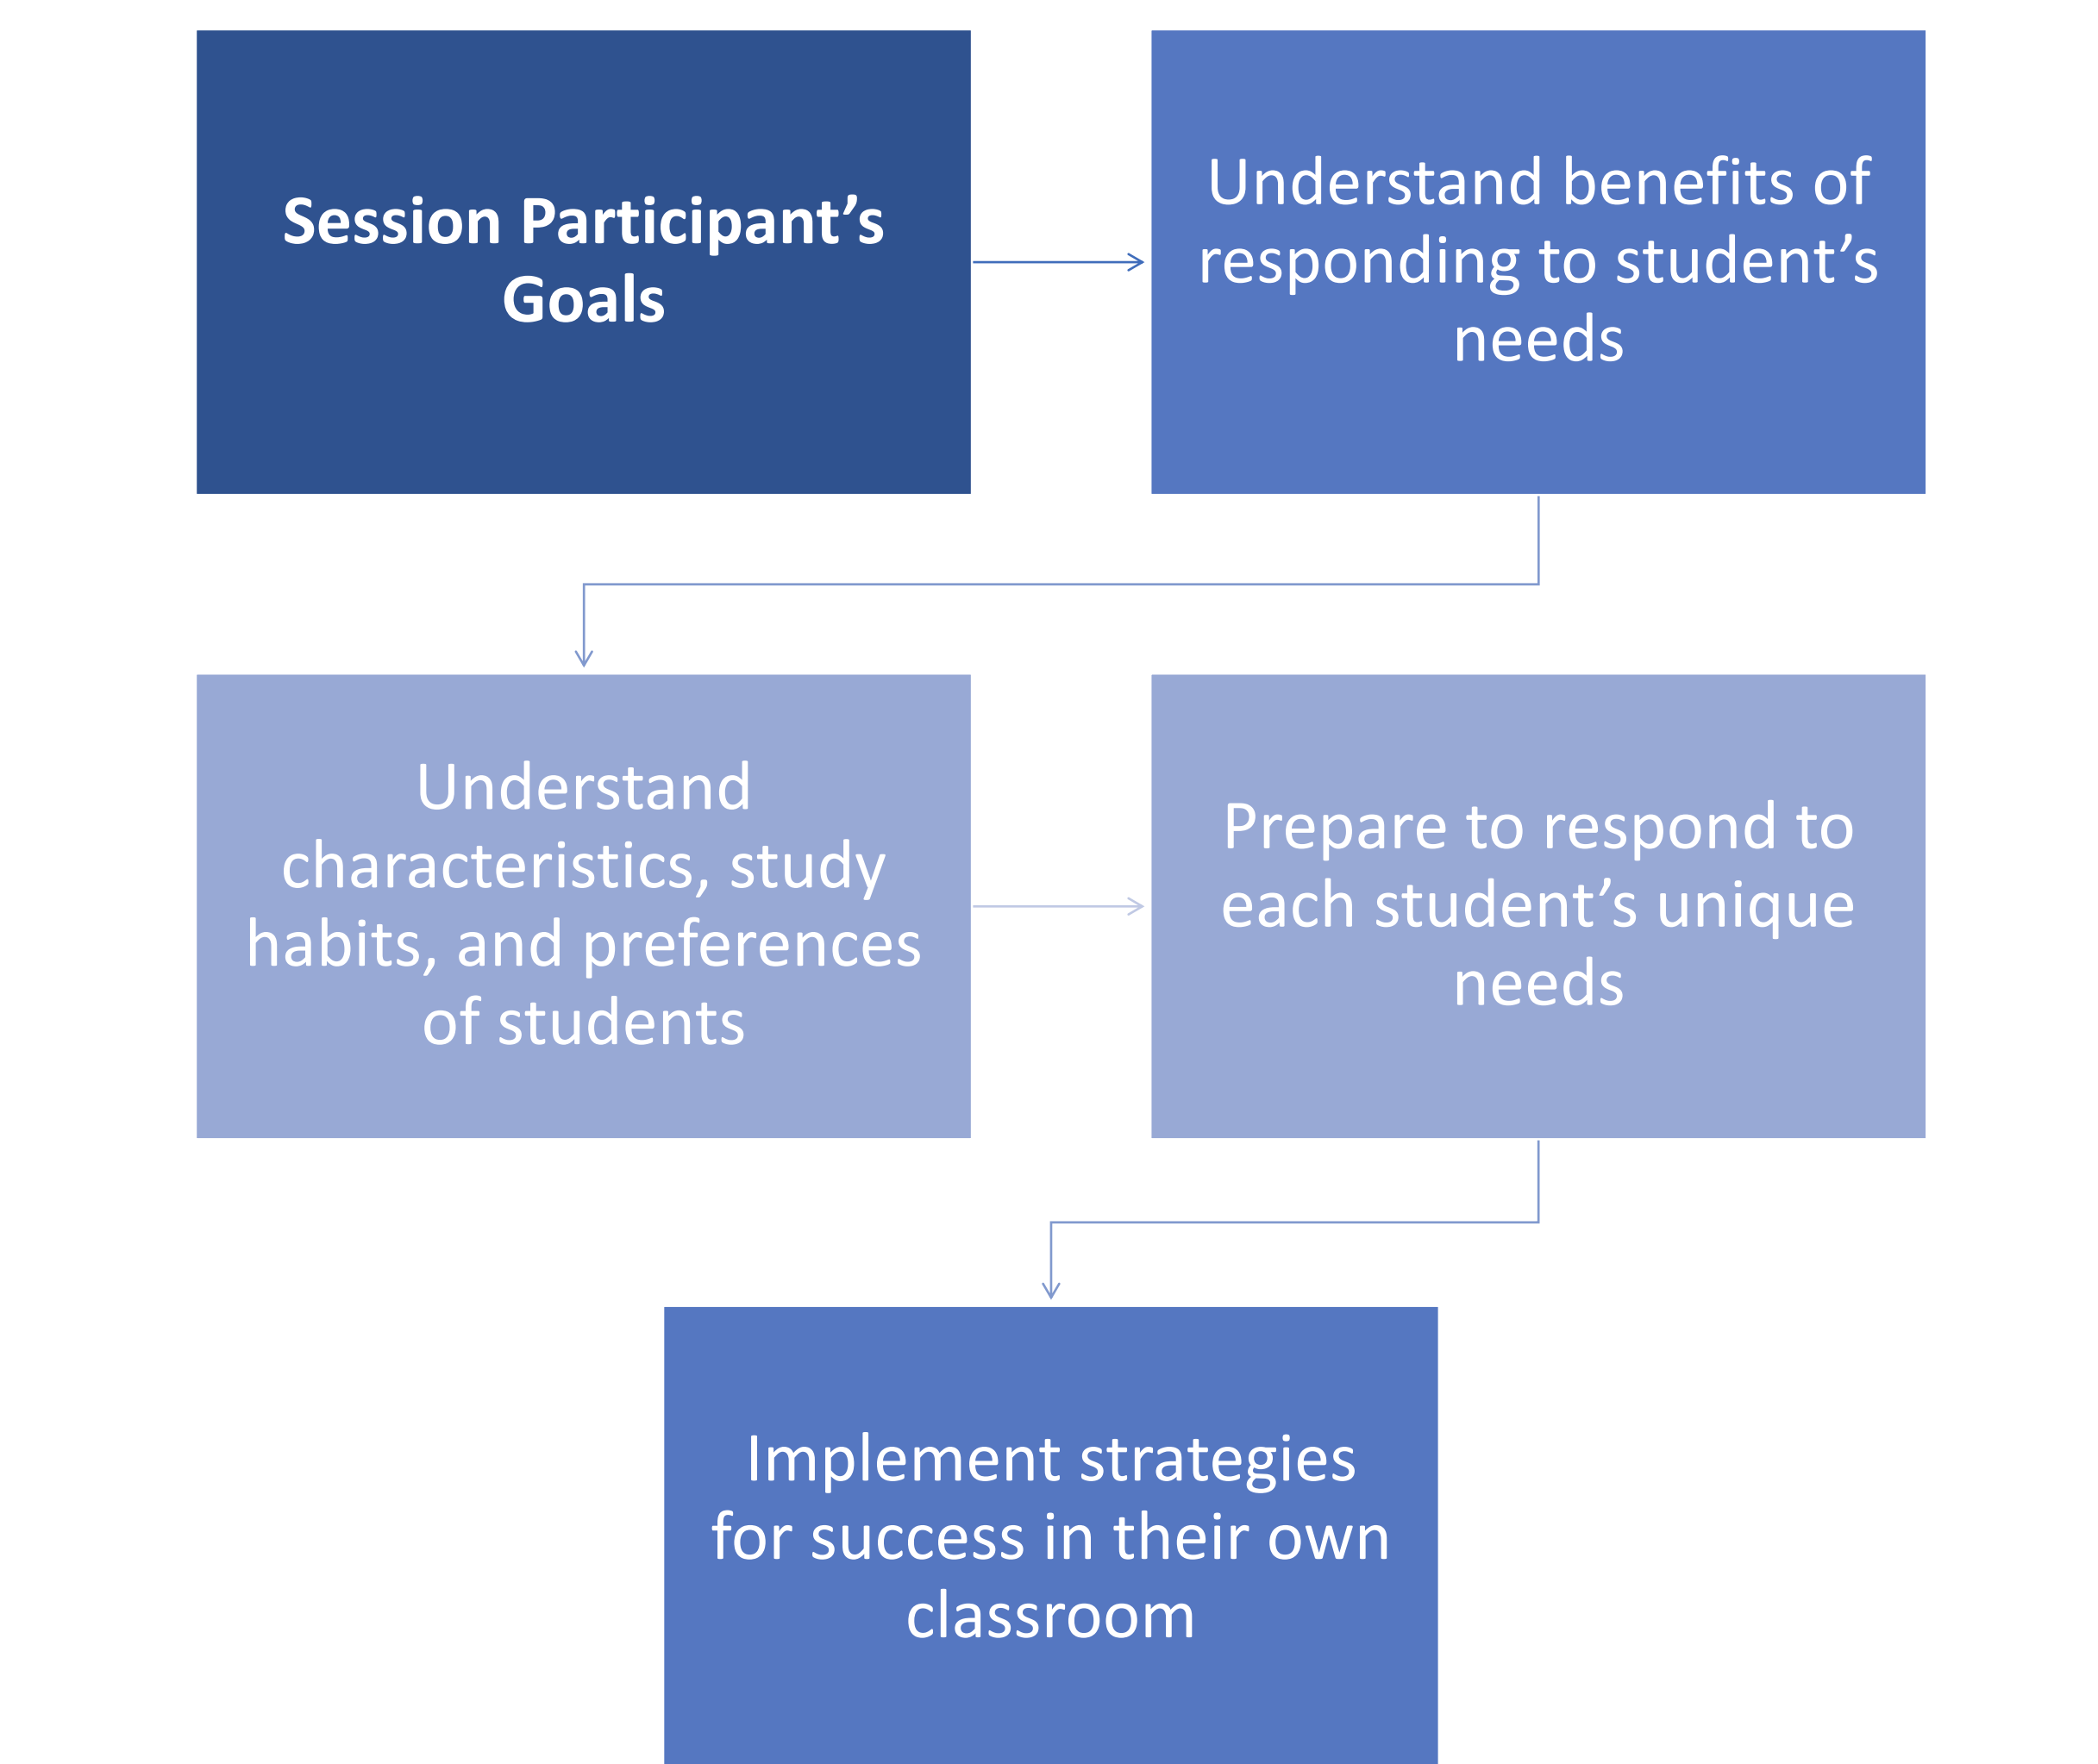 Session Participant’s
Goals
Understand benefits of
responding to student’s
needs
Understand
characteristics, study
habits, and preferences
of students
Prepare to respond to
each student’s unique
needs
Implement strategies
for success in their own
classroom